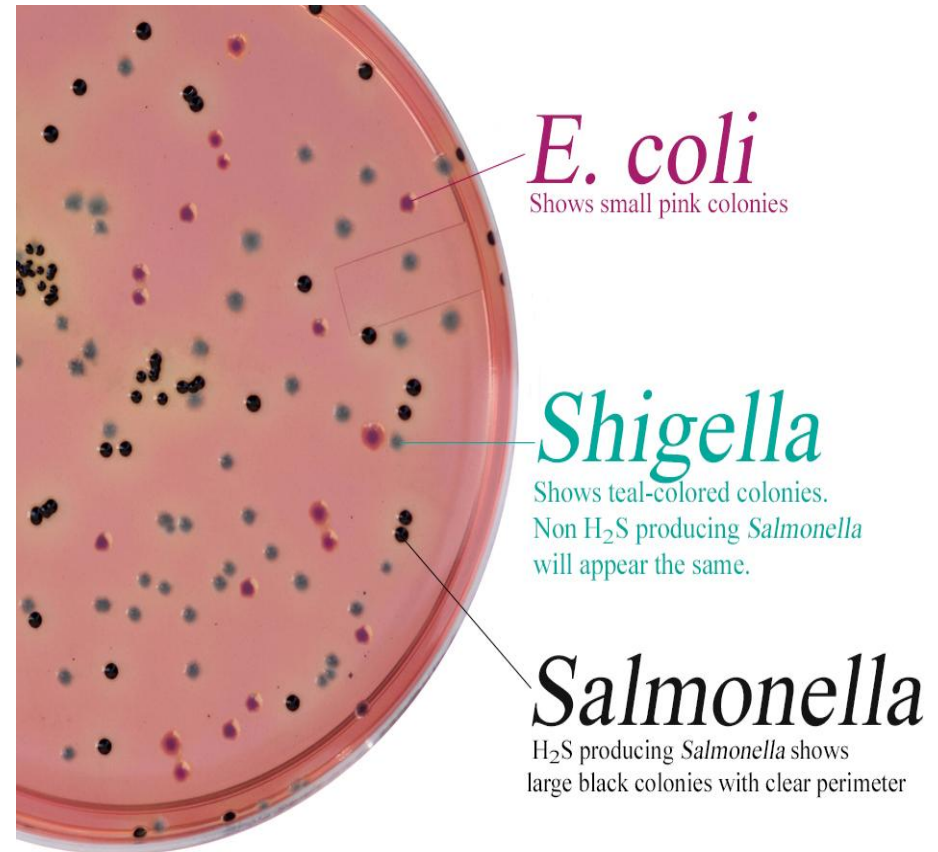 E. coli
Shows small pink colonies
Shigella
Shows teal-colored colonies.
Non H₂S producing Salmonella
will appear the same.
Salmonella
H₂S producing Salmonella shows
large black colonies with clear perimeter